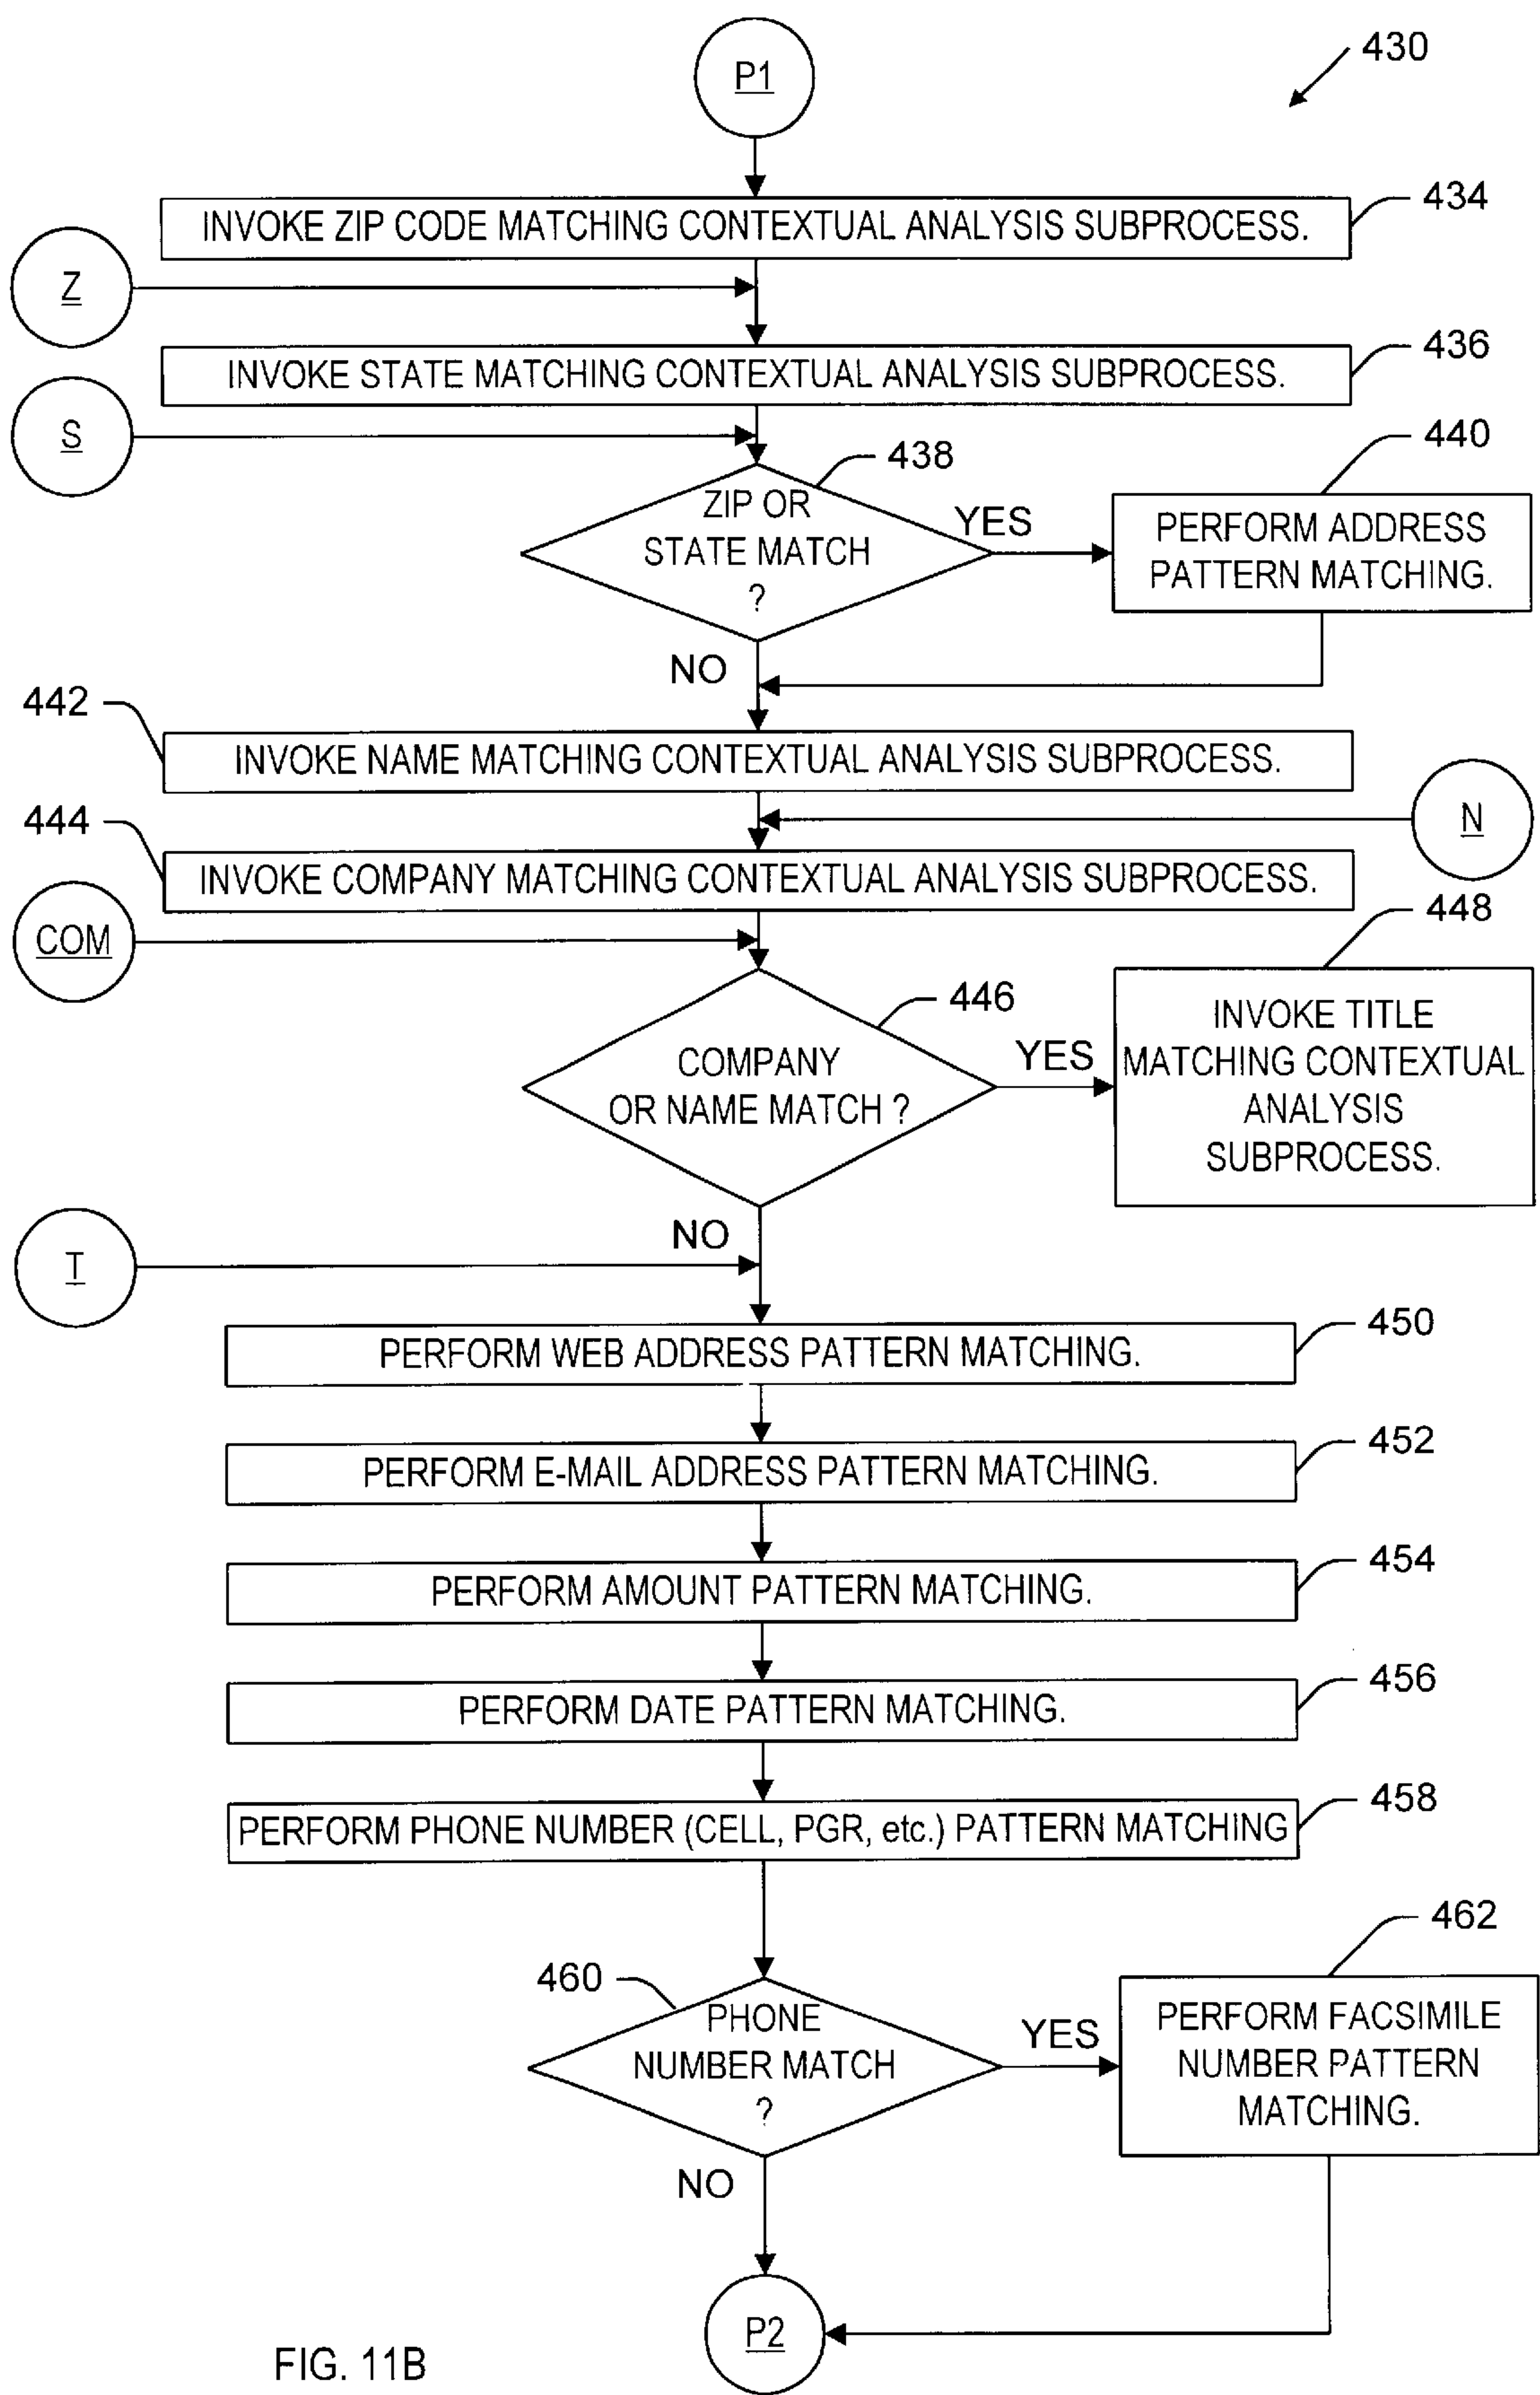 P1
430
INVOKE ZIP CODE MATCHING CONTEXTUAL ANALYSIS SUBPROCESS.
434
Z
INVOKE STATE MATCHING CONTEXTUAL ANALYSIS SUBPROCESS.
436
S
438
ZIP OR
STATE MATCH
?
YES
440
PERFORM ADDRESS
PATTERN MATCHING.
NO
442
INVOKE NAME MATCHING CONTEXTUAL ANALYSIS SUBPROCESS.
N
444
INVOKE COMPANY MATCHING CONTEXTUAL ANALYSIS SUBPROCESS.
COM
446
COMPANY
OR NAME MATCH ?
YES
448
INVOKE TITLE
MATCHING CONTEXTUAL
ANALYSIS
SUBPROCESS.
NO
T
PERFORM WEB ADDRESS PATTERN MATCHING.
450
PERFORM E-MAIL ADDRESS PATTERN MATCHING.
452
PERFORM AMOUNT PATTERN MATCHING.
454
PERFORM DATE PATTERN MATCHING.
456
PERFORM PHONE NUMBER (CELL, PGR, etc.) PATTERN MATCHING
458
460
PHONE
NUMBER MATCH
?
YES
462
PERFORM FACSIMILE
NUMBER PATTERN
MATCHING.
NO
P2
FIG. 11B